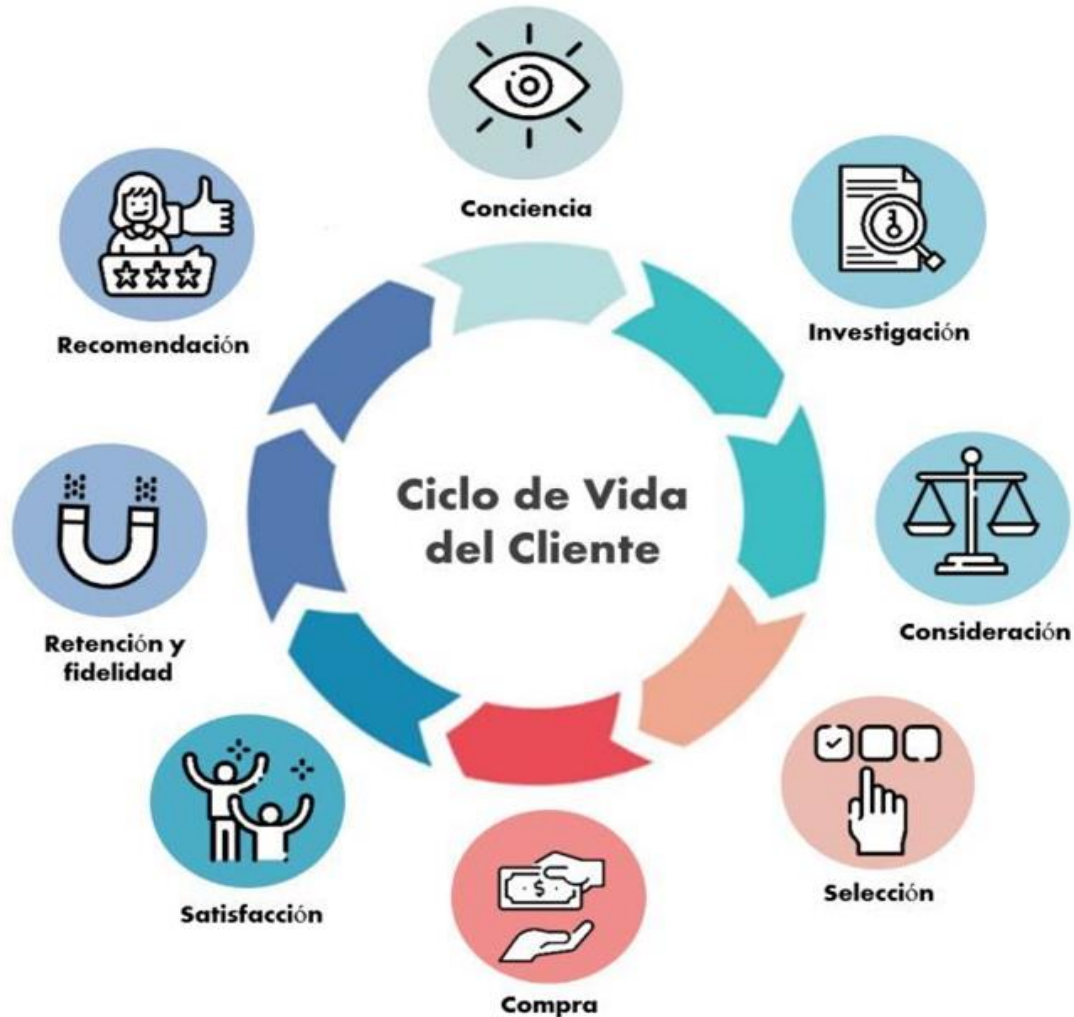 Conciencia
Investigación
Consideración
Selección
Compra
Satisfacción
Retención y
fidelidad
Recomendación
Ciclo de Vida
del Cliente
$